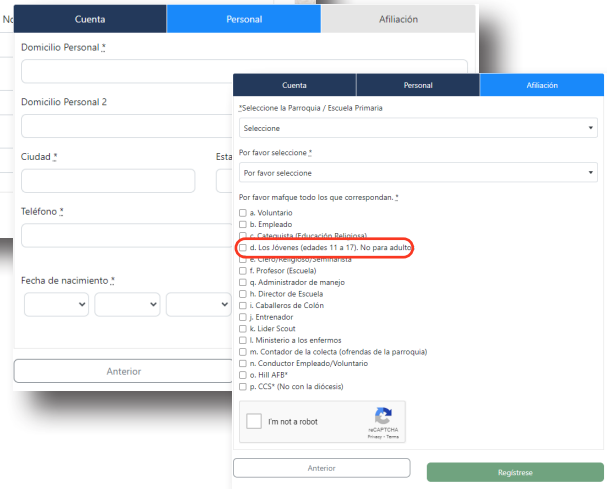 No
Cuenta
Personal
Afiliación
Domicilio Personal *
Domicilio Personal 2
Ciudad *
Esta
Teléfono *
Fecha de nacimiento *
Anterior
Cuenta
Personal
Afiliación
*Seleccione la Parroquia / Escuela Primaria
Seleccione
Por favor seleccione *
Por favor seleccione
Por favor mafque todo los que correspondan. *
a. Voluntario
b. Empleado
c. Catequista (Educación Religiosa)
d. Los Jóvenes (edades 11 a 17). No para adulto
e. Clero/Religioso/Seminarista
f. Profesor (Escuela)
g. Administrador de manejo
h. Director de Escuela
i. Caballeros de Colón
j. Entrenador
k. Lider Scout
l. Ministerio a los enfermos
m. Contador de la colecta (ofrendas de la parroquia)
n. Conductor Empleado/Voluntario
o. Hill AFB*
p. CCS* (No con la diócesis)
I'm not a robot
reCAPTCHA
Privacy - Terms
Anterior
Regístrese